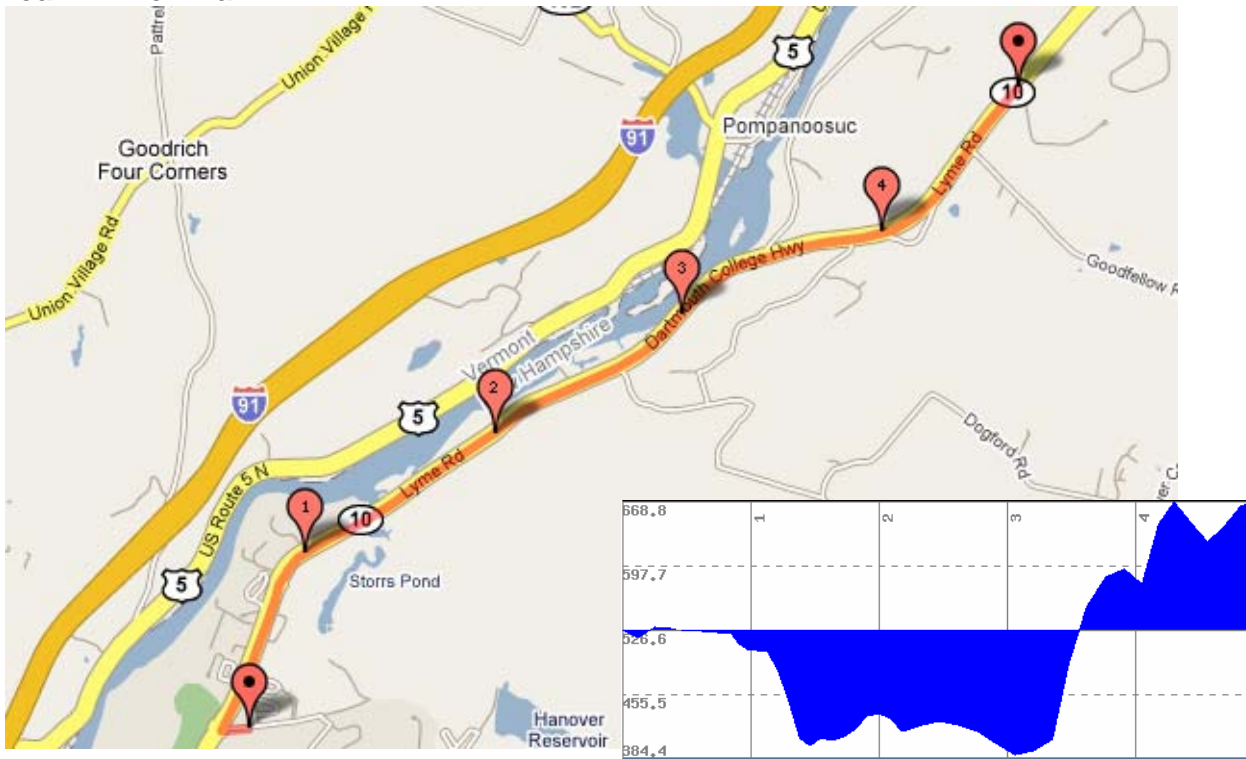 Pattrel
Union Village R
5
10
Pompanoosuc
91
Goodrich
Four Corners
4
Lyme Rd
Union Village Rd
3
Dartmouth College Hwy
Goodfellow R
Vermont
Hampshire
2
91
5
Dogford Rd
Lyme Rd
US Route 5 N
1
10
5
Storrs Pond
Hanover
Reservoir
668.8
1
2
3
4
597.7
526.6
455.5
384.4